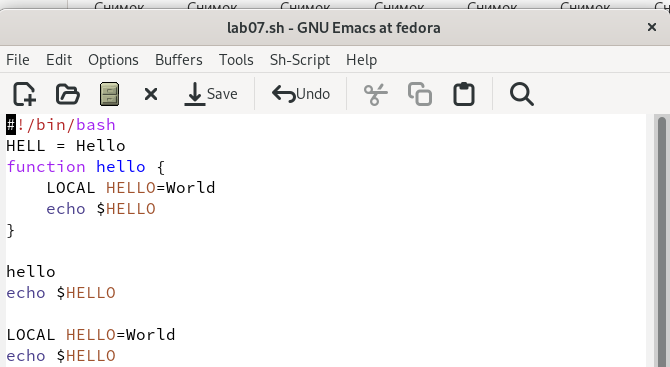 Снимок Снимок Снимок Снимок Снимок Снимок
lab07.sh - GNU Emacs at fedora ×
File Edit Options Buffers Tools Sh-Script Help
Save Undo
#!/bin/bash
HELL = Hello
function hello {
    LOCAL HELLO=World
    echo $HELLO
}
hello
echo $HELLO
LOCAL HELLO=World
echo $HELLO